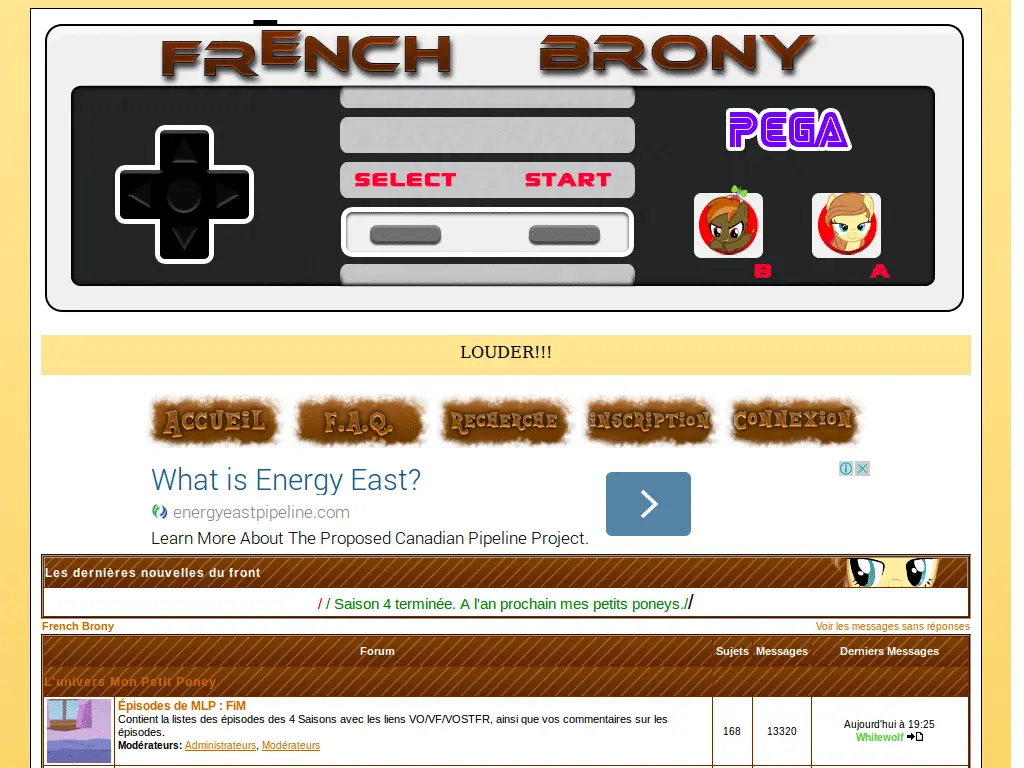 FRENCH BRONY
PEGA
SELECT START
B A
LOUDER!!!
ACCUEIL F.A.Q. RECHERCHE INSCRIPTION CONNEXION
What is Energy East?
energyeastpipeline.com
Learn More About The Proposed Canadian Pipeline Project.
Les dernières nouvelles du front
/ / Saison 4 terminée. A l'an prochain mes petits poneys.//
French Brony Voir les messages sans réponses
Forum Sujets Messages Derniers Messages
L'univers Mon Petit Poney
Épisodes de MLP : FiM
Contient la listes des épisodes des 4 Saisons avec les liens VO/VF/VOSTFR, ainsi que vos commentaires sur les
épisodes.
Modérateurs: Administrateurs, Modérateurs
168 13320
Aujourd'hui à 19:25
Whitewolf